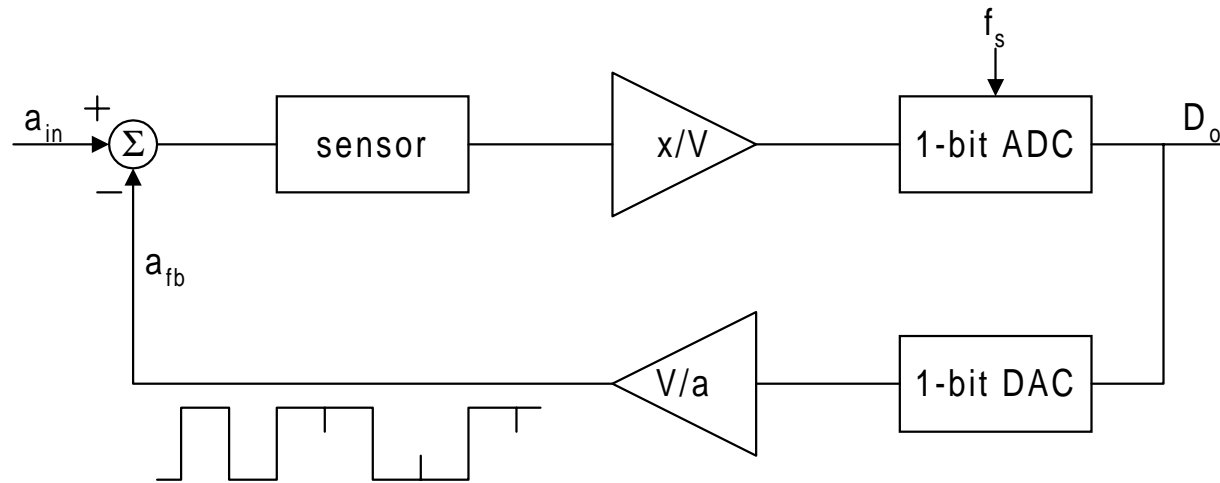 f_s
a_in
+
Σ
−
sensor
x/V
1-bit ADC
D_o
a_fb
V/a
1-bit DAC